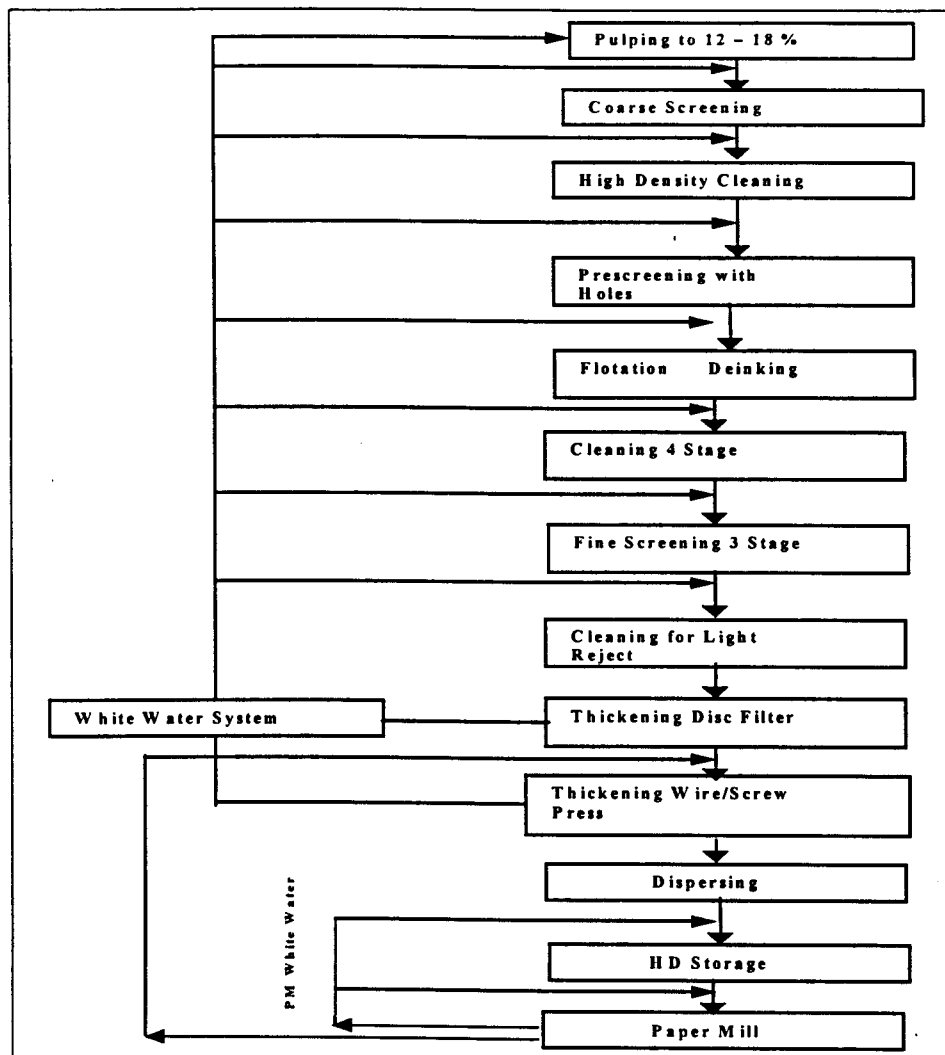 Pulping to 12 – 18 %
Coarse Screening
High Density Cleaning
Prescreening with
Holes
Flotation Deinking
Cleaning 4 Stage
Fine Screening 3 Stage
Cleaning for Light
Reject
White Water System
Thickening Disc Filter
Thickening Wire/Screw
Press
Dispersing
PM White Water
HD Storage
Paper Mill